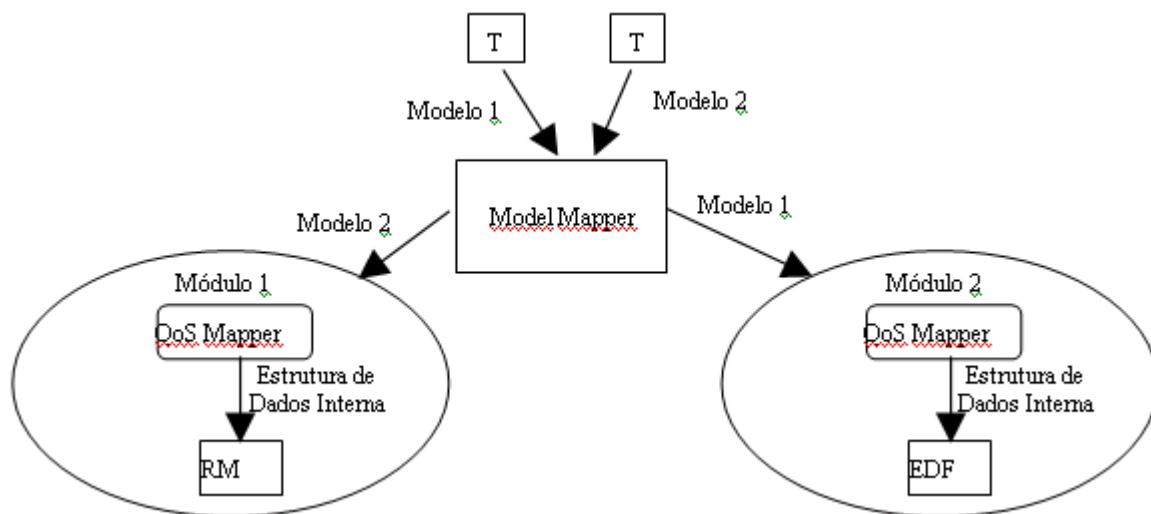 T
T
Modelo 1
Modelo 2
Model Mapper
Modelo 2
Modelo 1
Módulo 1
QoS Mapper
Estrutura de
Dados Interna
RM
Módulo 2
QoS Mapper
Estrutura de
Dados Interna
EDF